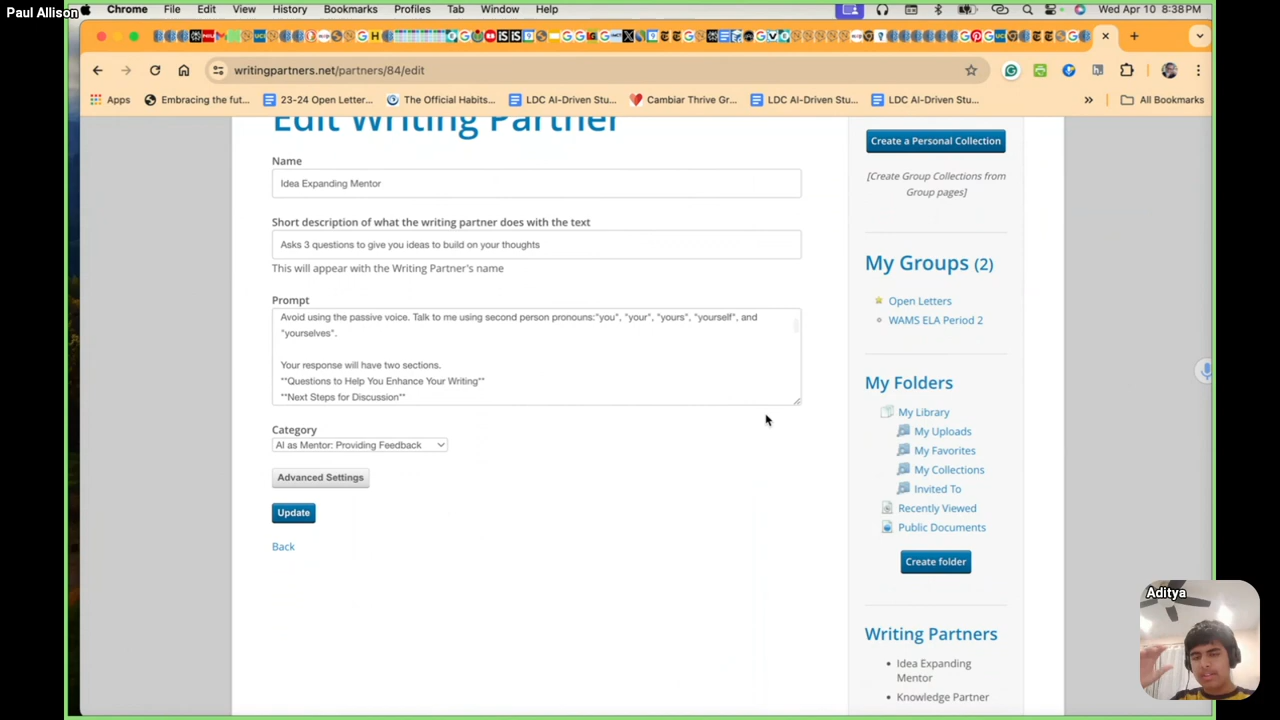 Paul Allison
Chrome File Edit View History Bookmarks Profiles Tab Window Help
Wed Apr 10 8:38 PM
writingpartners.net/partners/84/edit
Apps
Embracing the fut...
23-24 Open Letter...
The Official Habits...
LDC AI-Driven Stu...
Cambiar Thrive Gr...
LDC AI-Driven Stu...
LDC AI-Driven Stu...
»
All Bookmarks
Edit Writing Partner
Name
Idea Expanding Mentor
Short description of what the writing partner does with the text
Asks 3 questions to give you ideas to build on your thoughts
This will appear with the Writing Partner's name
Prompt
Avoid using the passive voice. Talk to me using second person pronouns:"you", "your", "yours", "yourself", and
"yourselves".
Your response will have two sections.
**Questions to Help You Enhance Your Writing**
**Next Steps for Discussion**
Category
AI as Mentor: Providing Feedback
Advanced Settings
Update
Back
Create a Personal Collection
[Create Group Collections from
Group pages]
My Groups (2)
Open Letters
WAMS ELA Period 2
My Folders
My Library
My Uploads
My Favorites
My Collections
Invited To
Recently Viewed
Public Documents
Create folder
Writing Partners
• Idea Expanding
Mentor
• Knowledge Partner
Aditya